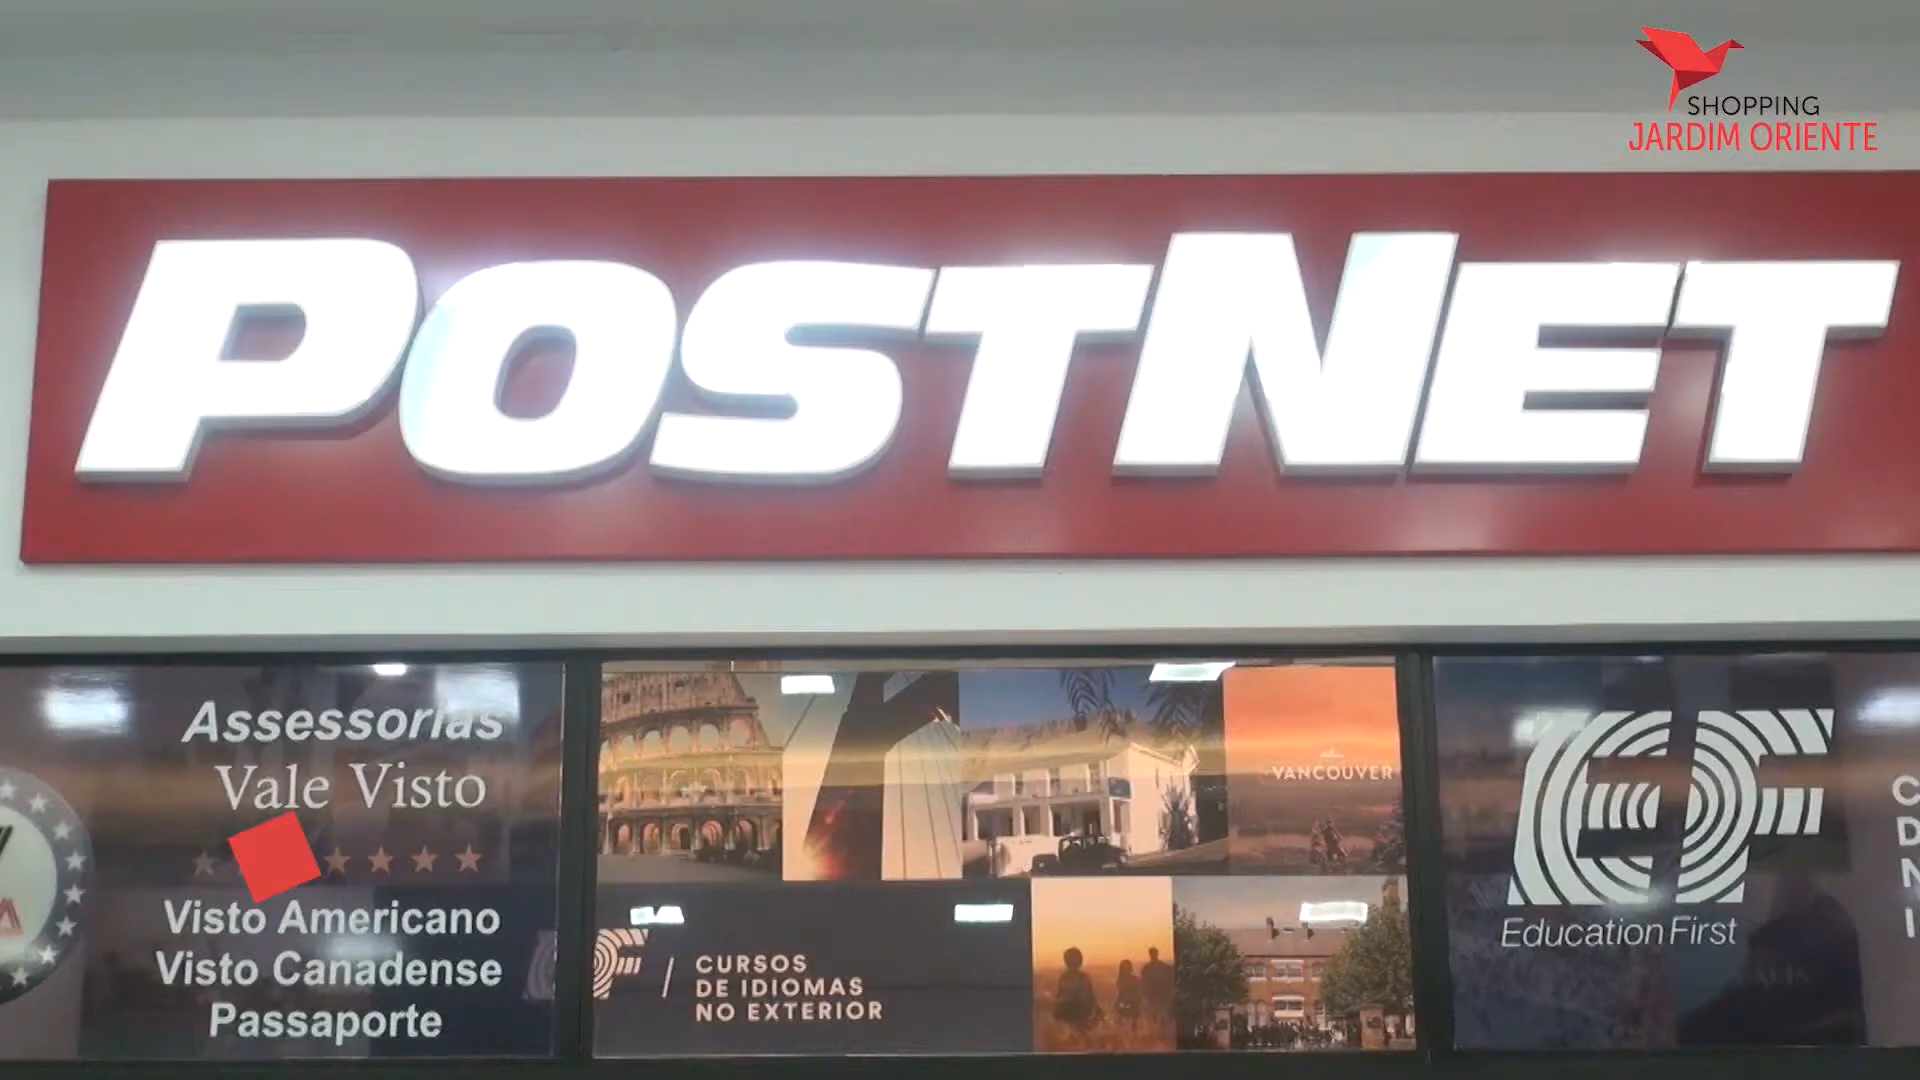 SHOPPING
JARDIM ORIENTE
POSTNET
Assessorias
Vale Visto
Visto Americano
Visto Canadense
Passaporte
VANCOUVER
EF / CURSOS
DE IDIOMAS
NO EXTERIOR
EF
Education First